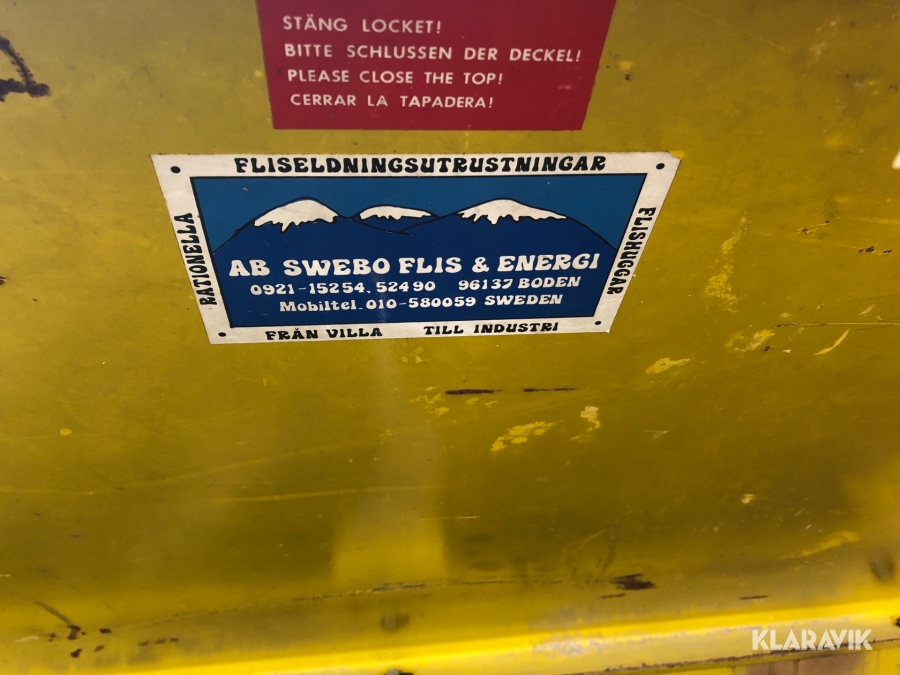 STÄNG LOCKET!
BITTE SCHLUSSEN DER DECKEL!
PLEASE CLOSE THE TOP!
CERRAR LA TAPADERA!
FLISELDNINGSUTRUSTNINGAR
RATIONELLA
FLISHUGGAR
AB SWEBO FLIS & ENERGI
0921-15254, 52490 96137 BODEN
Mobiltel. 010-580059 SWEDEN
FRÅN VILLA TILL INDUSTRI
KLARAVIK